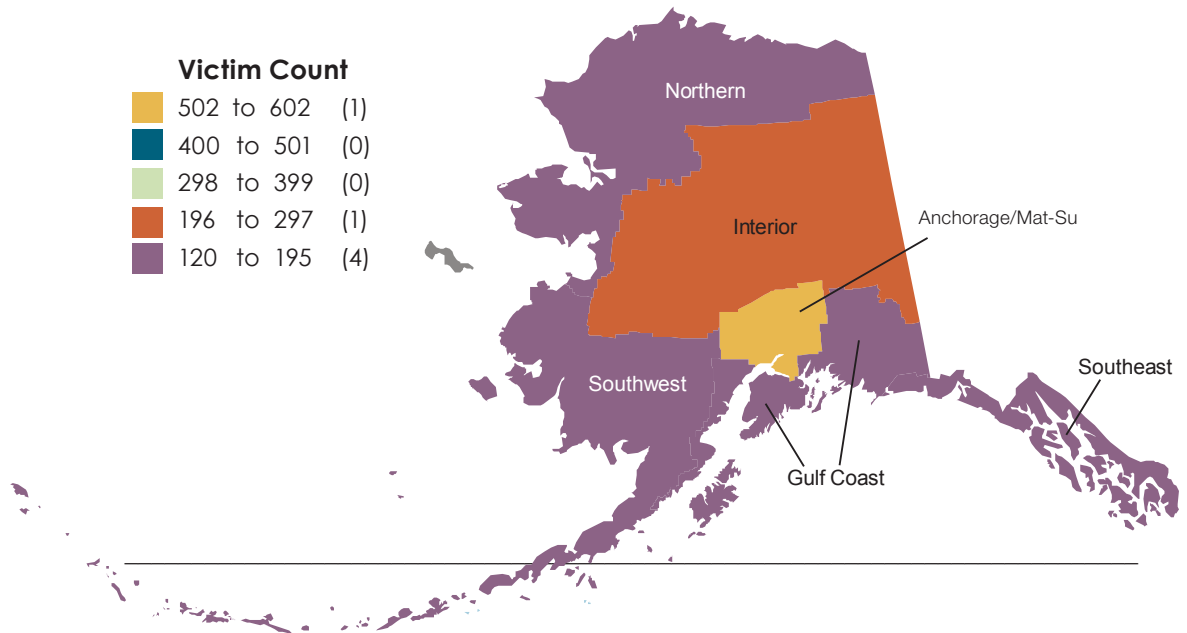 Victim Count
502 to 602 (1)
400 to 501 (0)
298 to 399 (0)
196 to 297 (1)
120 to 195 (4)
Northern
Interior
Anchorage/Mat-Su
Southwest
Southeast
Gulf Coast